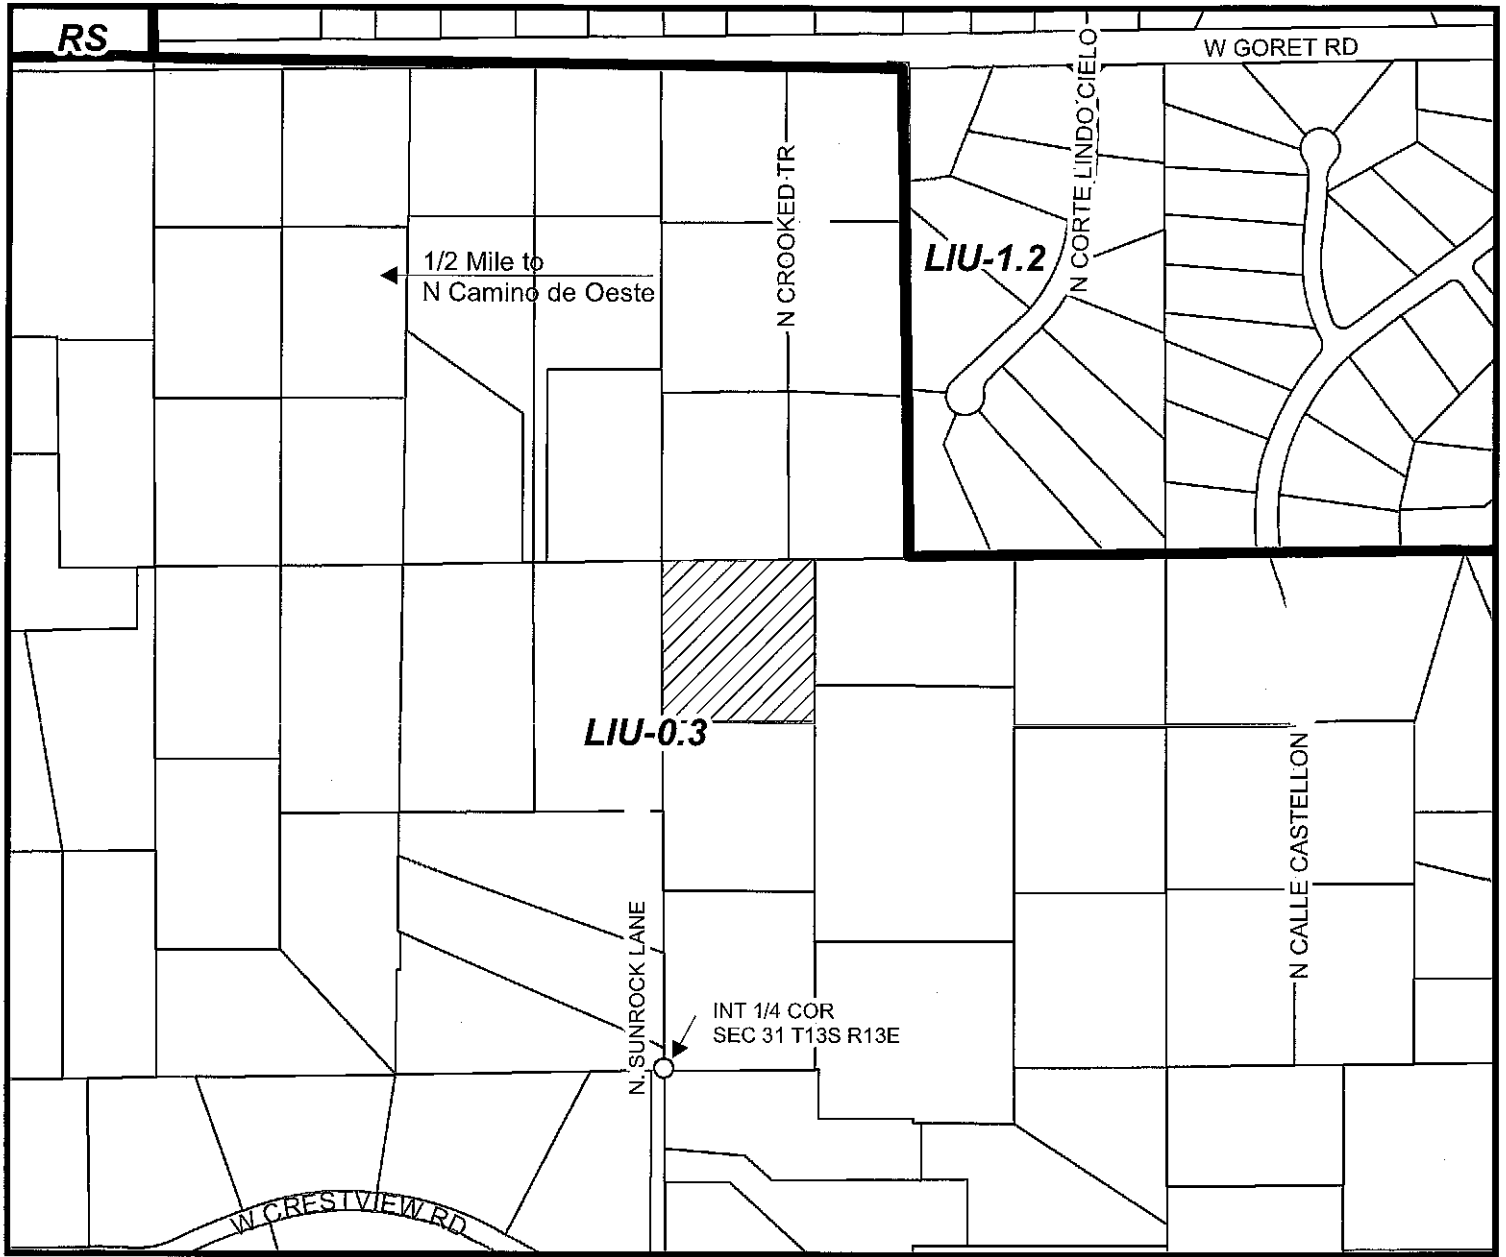 RS
W GORET RD
N CORTE LINDO CIELO
N CROOKED TR
LIU-1.2
1/2 Mile to
N Camino de Oeste
LIU-0.3
N CALLE CASTELLON
N. SUNROCK LANE
INT 1/4 COR
SEC 31 T13S R13E
W CRESTVIEW RD